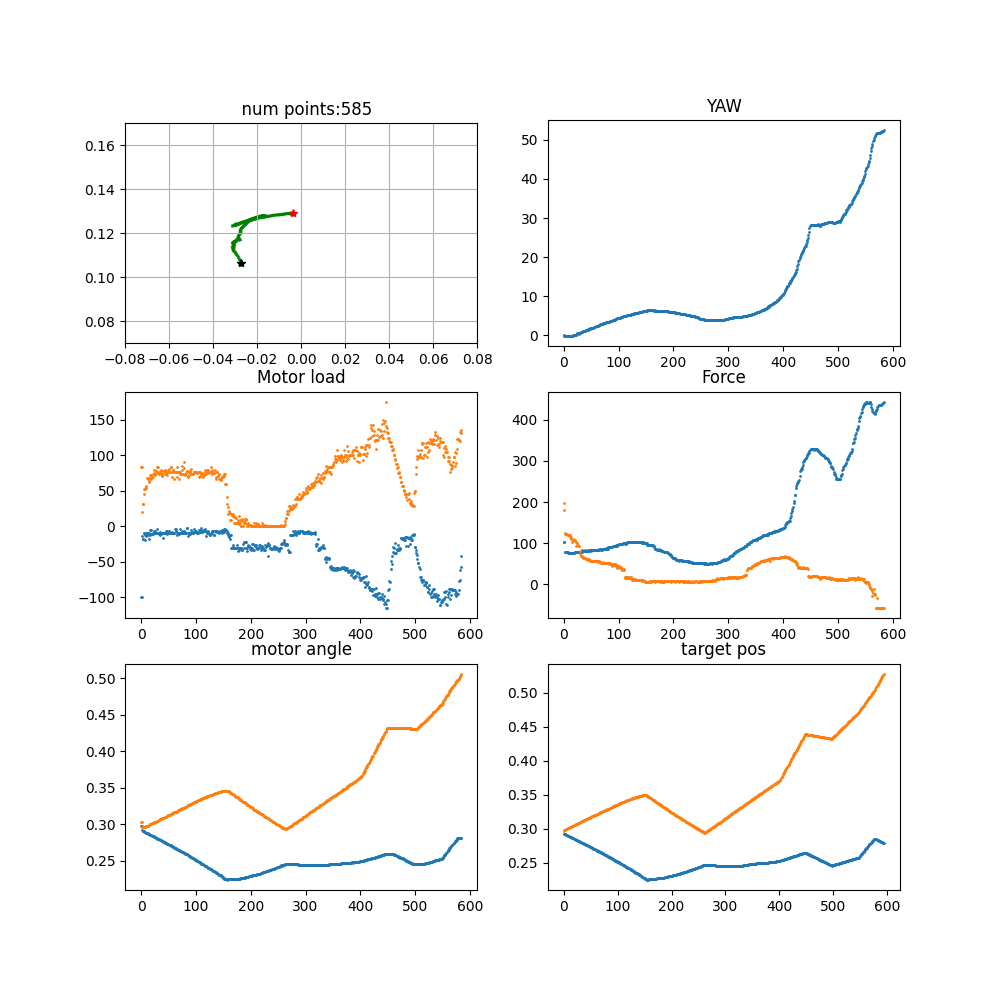 num points:585
0.16
0.14
0.12
0.10
0.08
−0.08 −0.06 −0.04 −0.02 0.00 0.02 0.04 0.06 0.08
YAW
50
40
30
20
10
0
0 100 200 300 400 500 600
Motor load
150
100
50
0
−50
−100
0 100 200 300 400 500 600
Force
400
300
200
100
0
0 100 200 300 400 500 600
motor angle
0.50
0.45
0.40
0.35
0.30
0.25
0 100 200 300 400 500 600
target pos
0.50
0.45
0.40
0.35
0.30
0.25
0 100 200 300 400 500 600